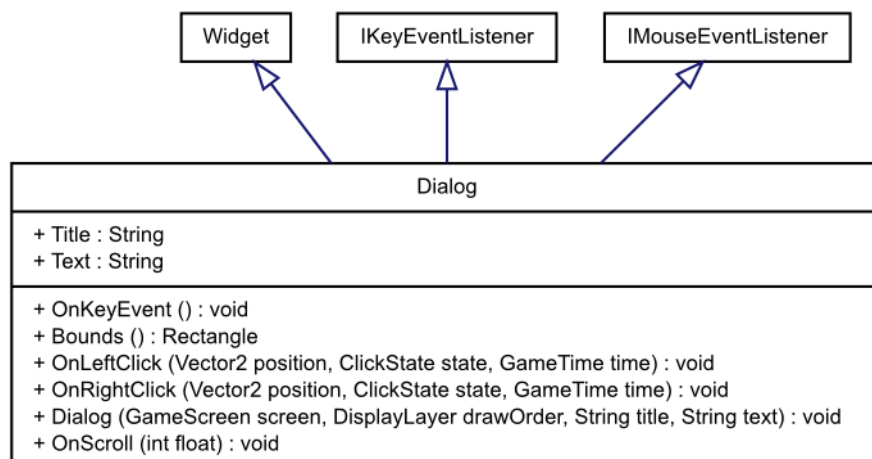 Widget
IKeyEventListener
IMouseEventListener
Dialog
+ Title : String
+ Text : String
+ OnKeyEvent () : void
+ Bounds () : Rectangle
+ OnLeftClick (Vector2 position, ClickState state, GameTime time) : void
+ OnRightClick (Vector2 position, ClickState state, GameTime time) : void
+ Dialog (GameScreen screen, DisplayLayer drawOrder, String title, String text) : void
+ OnScroll (int float) : void